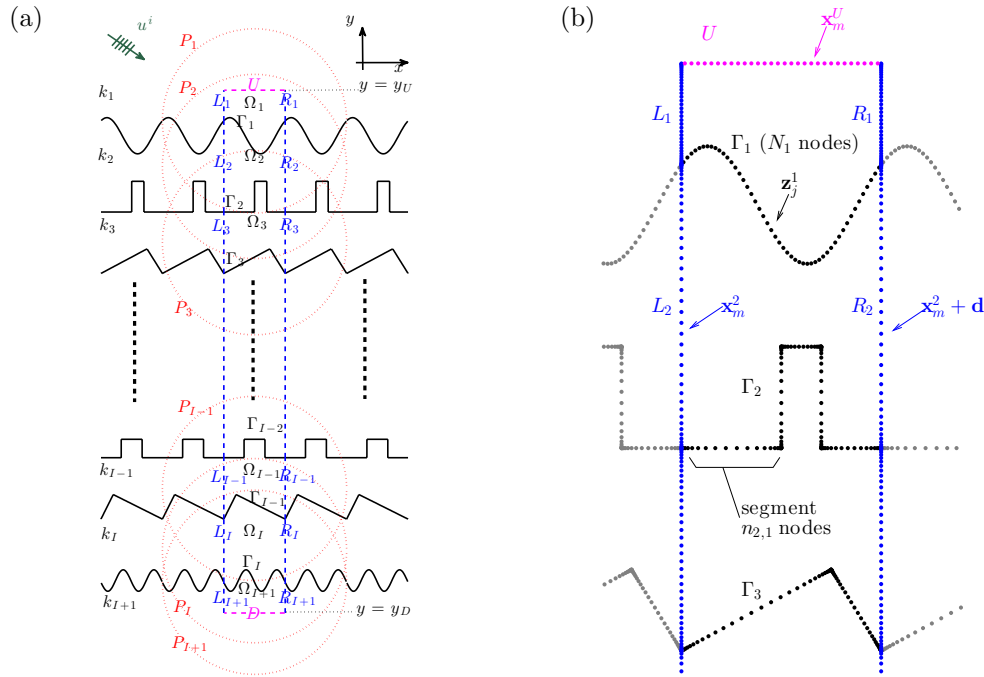 (a)
u^i
P_1
y
x
P_2
U
y = y_U
k_1
L_1
Ω_1
R_1
Γ_1
k_2
L_2
Ω_2
R_2
Γ_2
k_3
L_3
Ω_3
R_3
Γ_3
P_3
P_{I-1}
Γ_{I-2}
k_{I-1}
L_{I-1}
Ω_{I-1}
R_{I-1}
Γ_{I-1}
k_I
L_I
Ω_I
R_I
Γ_I
k_{I+1}
L_{I+1}
Ω_{I+1}
R_{I+1}
P_I
D
y = y_D
P_{I+1}
(b)
U
x_m^U
L_1
R_1
Γ_1 (N_1 nodes)
z_j^1
L_2
x_m^2
R_2
x_m^2 + d
Γ_2
segment
n_{2,1} nodes
Γ_3